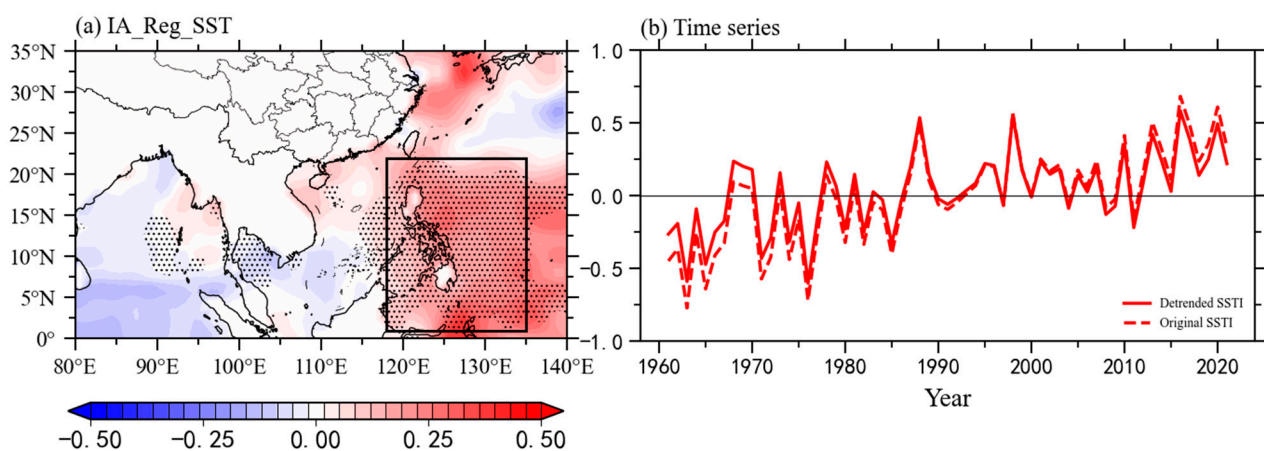 (a) IA_Reg_SST
35°N
30°N
25°N
20°N
15°N
10°N
5°N
0°
80°E 90°E 100°E 110°E 120°E 130°E 140°E
-0.50 -0.25 0.00 0.25 0.50
(b) Time series
1.0
0.5
0.0
-0.5
-1.0
Detrended SSTI
Original SSTI
1960 1970 1980 1990 2000 2010 2020
Year